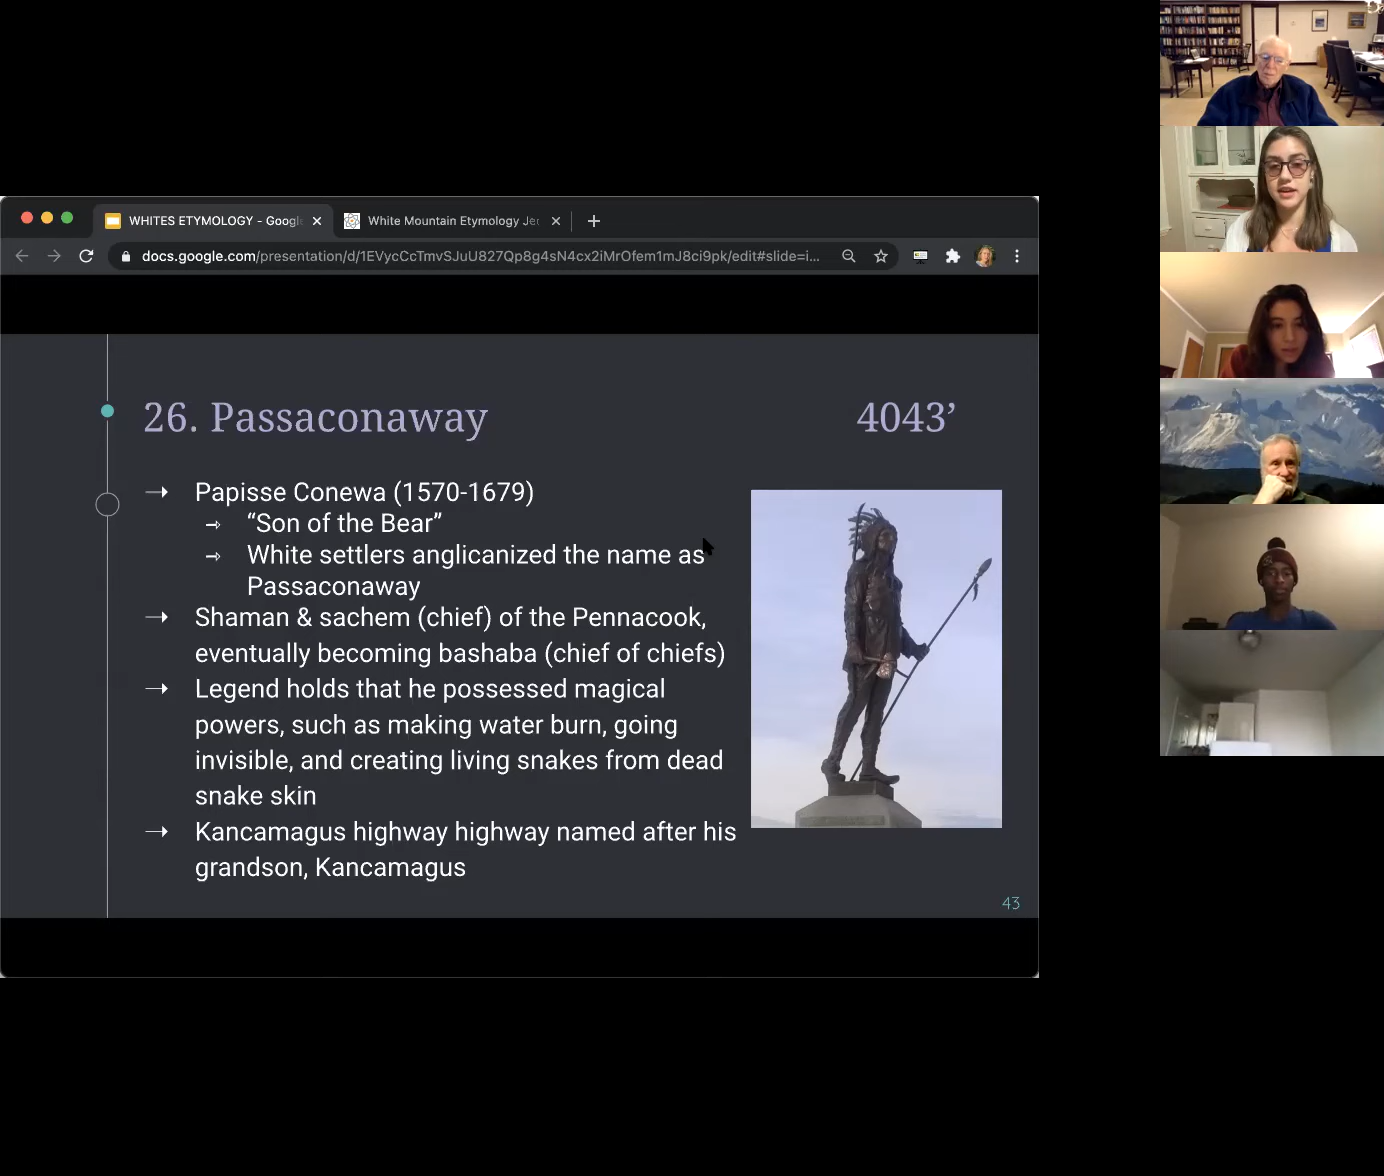 WHITES ETYMOLOGY - Google
White Mountain Etymology Jec
docs.google.com/presentation/d/1EVycCcTmvSJuU827Qp8g4sN4cx2iMrOfem1mJ8ci9pk/edit#slide=i...
26. Passaconaway 4043’
→ Papisse Conewa (1570-1679)
→ “Son of the Bear”
→ White settlers anglicanized the name as
Passaconaway
→ Shaman & sachem (chief) of the Pennacook,
eventually becoming bashaba (chief of chiefs)
→ Legend holds that he possessed magical
powers, such as making water burn, going
invisible, and creating living snakes from dead
snake skin
→ Kancamagus highway highway named after his
grandson, Kancamagus
43